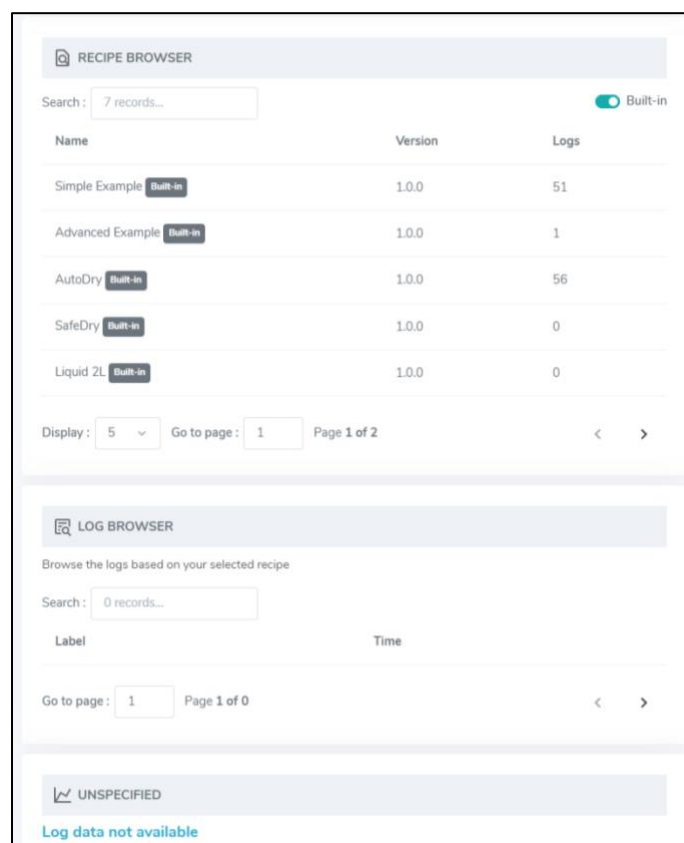 RECIPE BROWSER
Search : 7 records... Built-in
Name Version Logs
Simple Example Built-in 1.0.0 51
Advanced Example Built-in 1.0.0 1
AutoDry Built-in 1.0.0 56
SafeDry Built-in 1.0.0 0
Liquid 2L Built-in 1.0.0 0
Display : 5 Go to page : 1 Page 1 of 2
LOG BROWSER
Browse the logs based on your selected recipe
Search : 0 records...
Label Time
Go to page : 1 Page 1 of 0
UNSPECIFIED
Log data not available